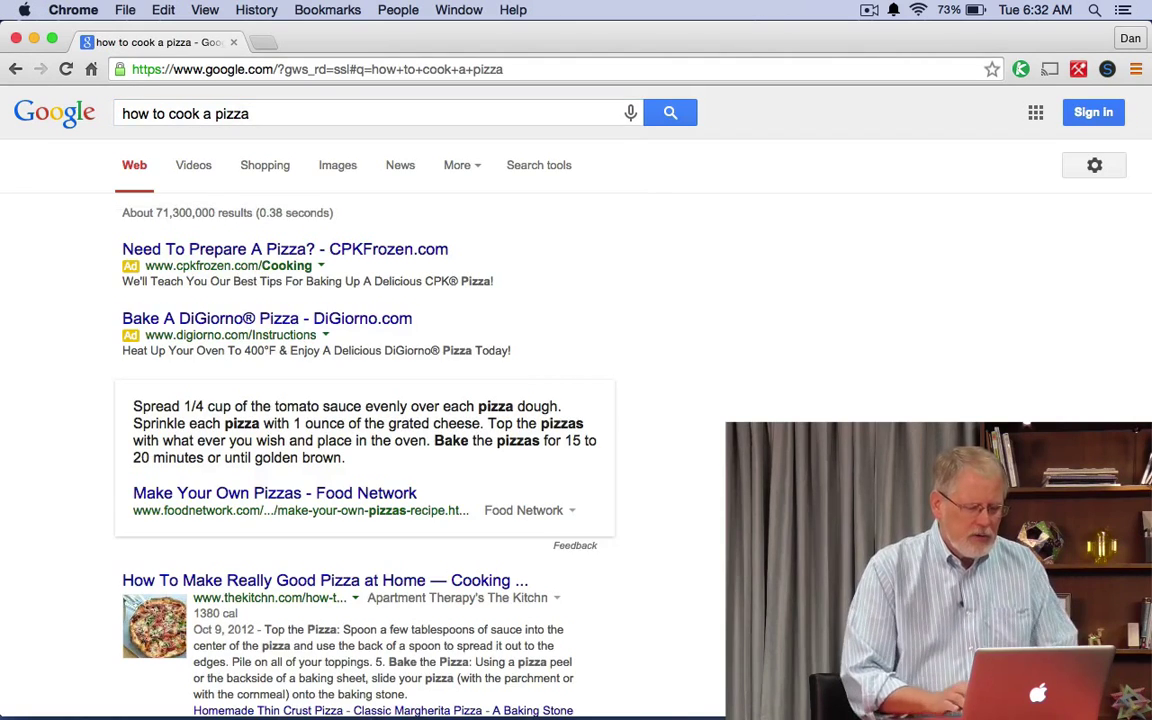 Chrome File Edit View History Bookmarks People Window Help 73% Tue 6:32 AM
how to cook a pizza - Goo
Dan
https://www.google.com/?gws_rd=ssl#q=how+to+cook+a+pizza
Google how to cook a pizza Sign in
Web Videos Shopping Images News More Search tools
About 71,300,000 results (0.38 seconds)
Need To Prepare A Pizza? - CPKFrozen.com
Ad www.cpkfrozen.com/Cooking
We'll Teach You Our Best Tips For Baking Up A Delicious CPK® Pizza!
Bake A DiGiorno® Pizza - DiGiorno.com
Ad www.digiorno.com/Instructions
Heat Up Your Oven To 400°F & Enjoy A Delicious DiGiorno® Pizza Today!
Spread 1/4 cup of the tomato sauce evenly over each pizza dough.
Sprinkle each pizza with 1 ounce of the grated cheese. Top the pizzas
with what ever you wish and place in the oven. Bake the pizzas for 15 to
20 minutes or until golden brown.
Make Your Own Pizzas - Food Network
www.foodnetwork.com/.../make-your-own-pizzas-recipe.ht... Food Network
Feedback
How To Make Really Good Pizza at Home — Cooking ...
www.thekitchn.com/how-t... Apartment Therapy's The Kitchn
1380 cal
Oct 9, 2012 - Top the Pizza: Spoon a few tablespoons of sauce into the
center of the pizza and use the back of a spoon to spread it out to the
edges. Pile on all of your toppings. 5. Bake the Pizza: Using a pizza peel
or the backside of a baking sheet, slide your pizza (with the parchment or
with the cornmeal) onto the baking stone.
Homemade Thin Crust Pizza - Classic Margherita Pizza - A Baking Stone